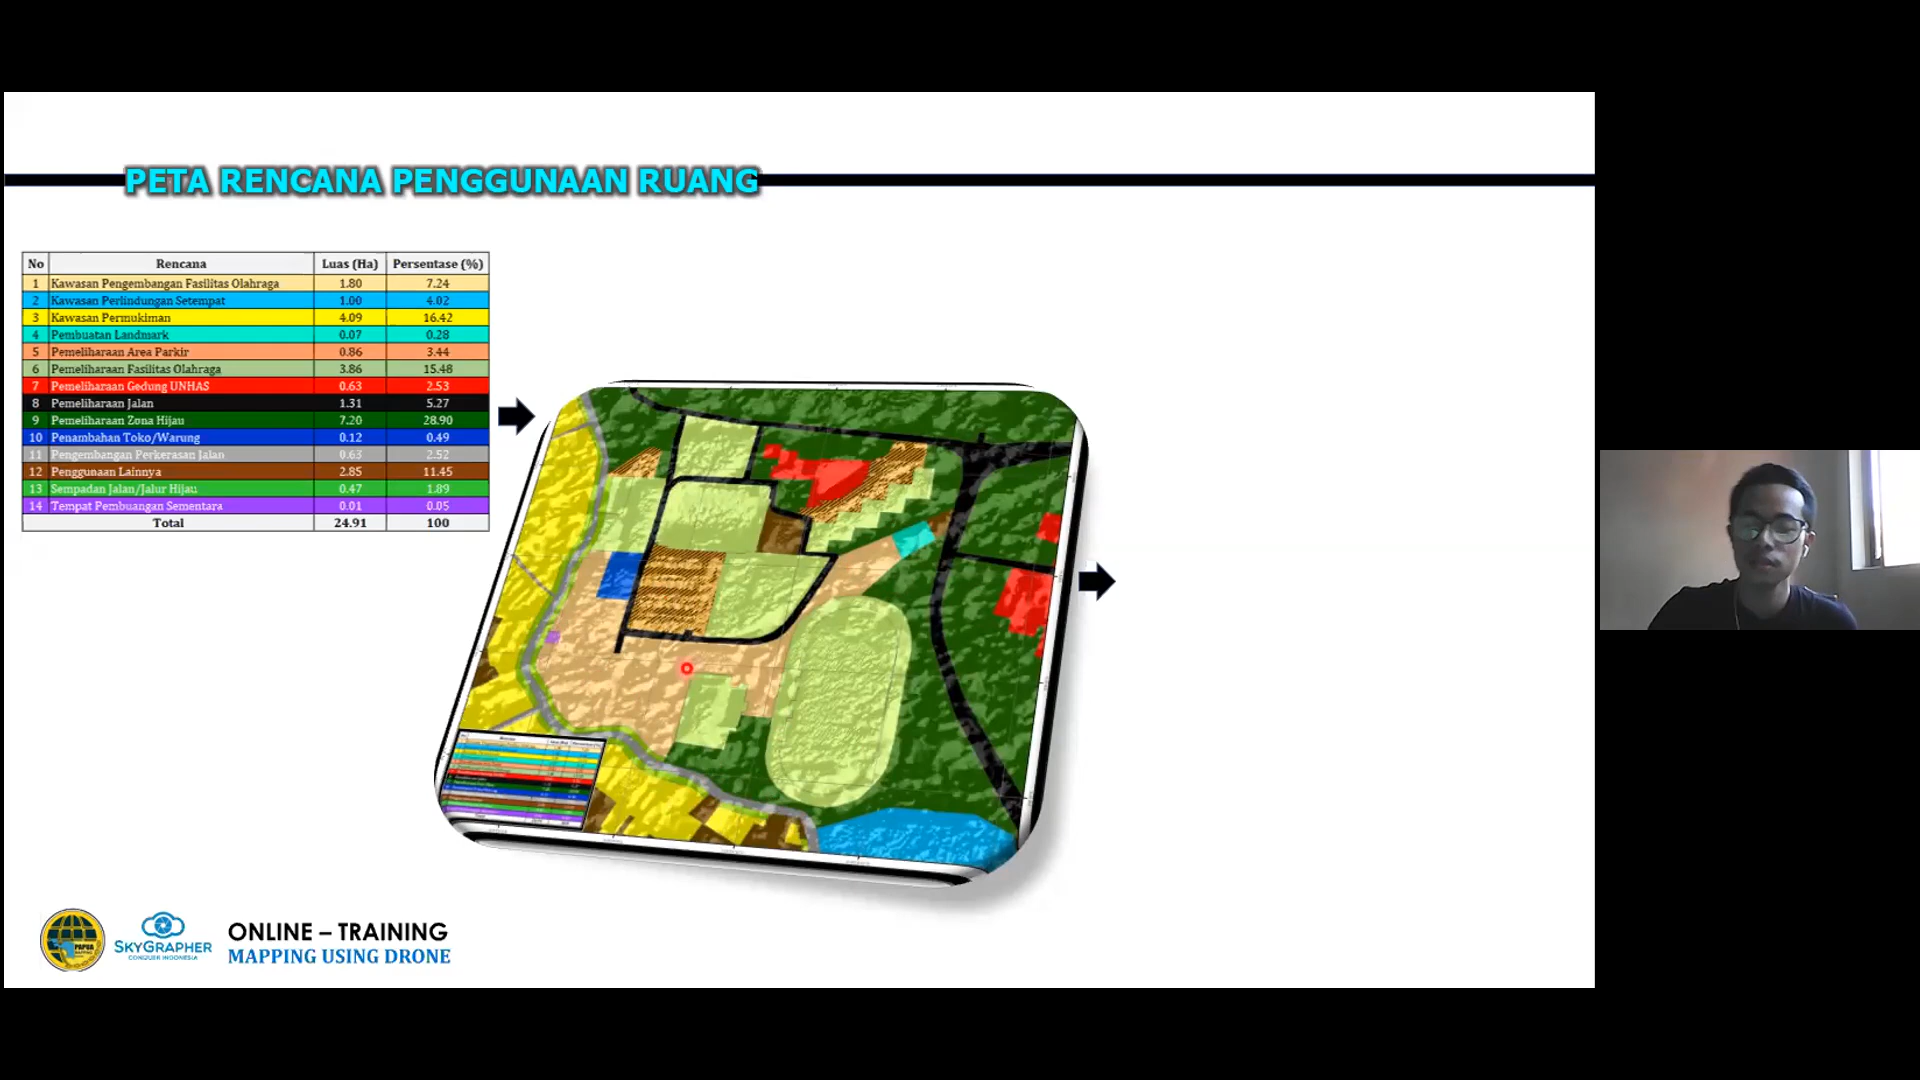 PETA RENCANA PENGGUNAAN RUANG
No Rencana Luas (Ha) Persentase (%)
1 Kawasan Pengembangan Fasilitas Olahraga 1.80 7.24
2 Kawasan Perlindungan Setempat 1.00 4.02
3 Kawasan Permukiman 4.09 16.42
4 Pembuatan Landmark 0.07 0.28
5 Pemeliharaan Area Parkir 0.86 3.44
6 Pemeliharaan Fasilitas Olahraga 3.86 15.48
7 Pemeliharaan Gedung UNHAS 0.63 2.53
8 Pemeliharaan Jalan 1.31 5.27
9 Pemeliharaan Zona Hijau 7.20 28.90
10 Penambahan Toko/Warung 0.12 0.49
11 Pengembangan Perkerasan Jalan 0.63 2.52
12 Penggunaan Lainnya 2.85 11.45
13 Sempadan Jalan/Jalur Hijau 0.47 1.89
14 Tempat Pembuangan Sementara 0.01 0.05
Total 24.91 100
PAPUA
SKYGRAPHER
CONQUER INDONESIA
ONLINE – TRAINING
MAPPING USING DRONE